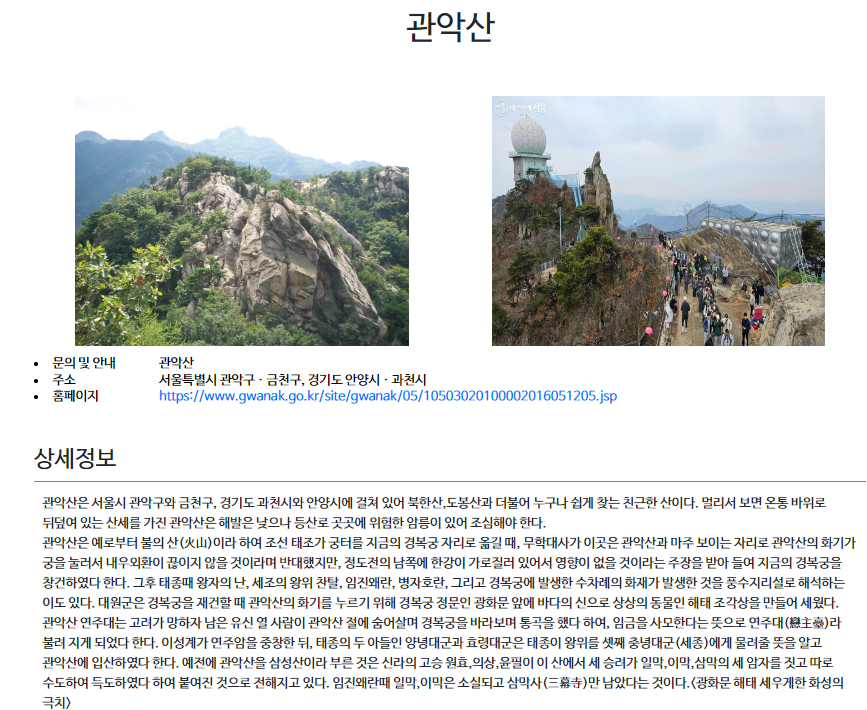 관악산
문의 및 안내 관악산
주소 서울특별시 관악구 · 금천구, 경기도 안양시 · 과천시
홈페이지 https://www.gwanak.go.kr/site/gwanak/05/10503020100002016051205.jsp
상세정보
관악산은 서울시 관악구와 금천구, 경기도 과천시와 안양시에 걸쳐 있어 북한산,도봉산과 더불어 누구나 쉽게 찾는 친근한 산이다. 멀리서 보면 온통 바위로
뒤덮여 있는 산세를 가진 관악산은 해발은 낮으나 등산로 곳곳에 위험한 암릉이 있어 조심해야 한다.
관악산은 예로부터 불의 산(火山)이라 하여 조선 태조가 궁터를 지금의 경복궁 자리로 옮길 때, 무학대사가 이곳은 관악산과 마주 보이는 자리로 관악산의 화기가
궁을 눌러서 내우외환이 끊이지 않을 것이라며 반대했지만, 정도전의 남쪽에 한강이 가로질러 있어서 영향이 없을 것이라는 주장을 받아 들여 지금의 경복궁을
창건하였다 한다. 그후 태종때 왕자의 난, 세조의 왕위 찬탈, 임진왜란, 병자호란, 그리고 경복궁에 발생한 수차례의 화재가 발생한 것을 풍수지리설로 해석하는
이도 있다. 대원군은 경복궁을 재건할 때 관악산의 화기를 누르기 위해 경복궁 정문인 광화문 앞에 바다의 신으로 상상의 동물인 해태 조각상을 만들어 세웠다.
관악산 연주대는 고려가 망하자 남은 유신 열 사람이 관악산 절에 숨어살며 경복궁을 바라보며 통곡을 했다 하여, 임금을 사모한다는 뜻으로 연주대(戀主臺)라
불려 지게 되었다 한다. 이성계가 연주암을 중창한 뒤, 태종의 두 아들인 양녕대군과 효령대군은 태종이 왕위를 셋째 충녕대군(세종)에게 물려줄 뜻을 알고
관악산에 입산하였다 한다. 예전에 관악산을 삼성산이라 부른 것은 신라의 고승 원효,의상,윤필이 이 산에서 세 승려가 일막,이막,삼막의 세 암자를 짓고 따로
수도하여 득도하였다 하여 붙여진 것으로 전해지고 있다. 임진왜란때 일막,이막은 소실되고 삼막사(三幕寺)만 남았다는 것이다.<광화문 해태 세우게한 화성의
극치>